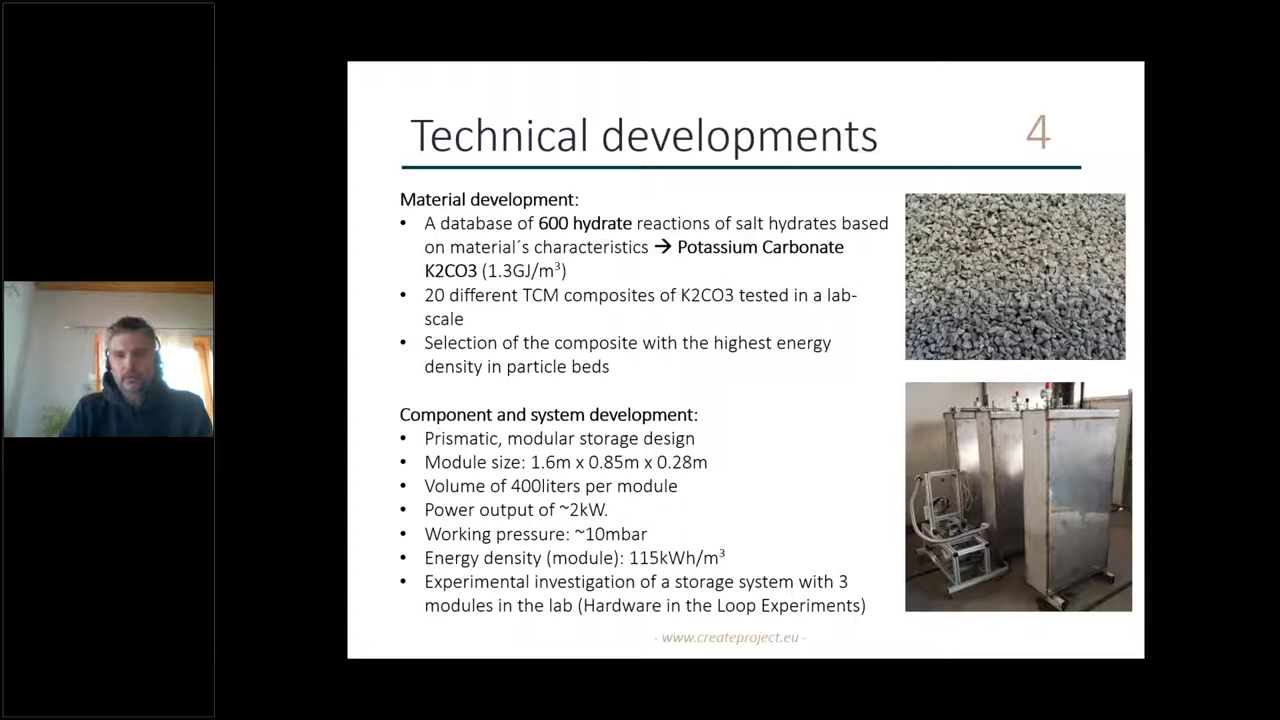 Technical developments
4
Material development:
• A database of 600 hydrate reactions of salt hydrates based
on material´s characteristics → Potassium Carbonate
K2CO3 (1.3GJ/m³)
• 20 different TCM composites of K2CO3 tested in a lab-
scale
• Selection of the composite with the highest energy
density in particle beds
Component and system development:
• Prismatic, modular storage design
• Module size: 1.6m x 0.85m x 0.28m
• Volume of 400liters per module
• Power output of ~2kW.
• Working pressure: ~10mbar
• Energy density (module): 115kWh/m³
• Experimental investigation of a storage system with 3
modules in the lab (Hardware in the Loop Experiments)
- www.createproject.eu -